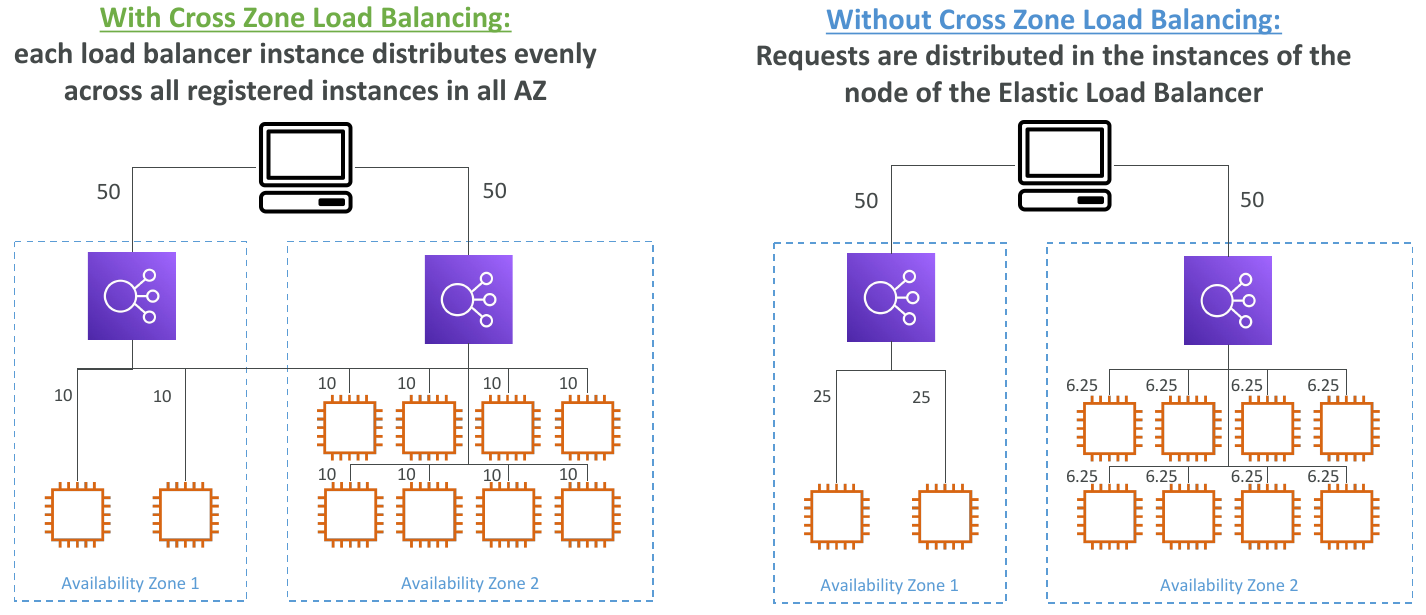 With Cross Zone Load Balancing:
each load balancer instance distributes evenly
across all registered instances in all AZ
50
50
10
10
10
10
10
10
10
10
10
10
Availability Zone 1
Availability Zone 2
Without Cross Zone Load Balancing:
Requests are distributed in the instances of the
node of the Elastic Load Balancer
50
50
25
25
6.25
6.25
6.25
6.25
6.25
6.25
6.25
6.25
Availability Zone 1
Availability Zone 2